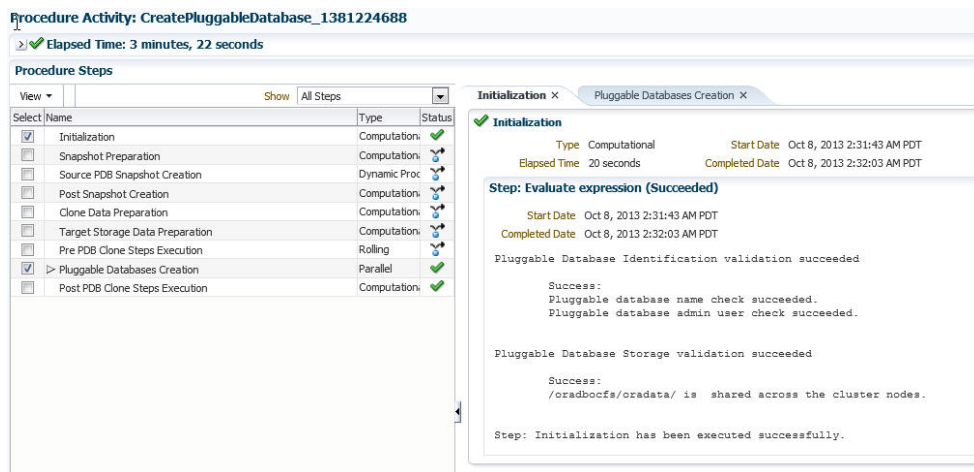 Procedure Activity: CreatePluggableDatabase_1381224688
Elapsed Time: 3 minutes, 22 seconds
Procedure Steps
View
Show All Steps
Select Name Type Status
Initialization Computationa
Snapshot Preparation Computationa
Source PDB Snapshot Creation Dynamic Proc
Post Snapshot Creation Computationa
Clone Data Preparation Computationa
Target Storage Data Preparation Computationa
Pre PDB Clone Steps Execution Rolling
Pluggable Databases Creation Parallel
Post PDB Clone Steps Execution Computationa
Initialization × Pluggable Databases Creation ×
Initialization
Type Computational Start Date Oct 8, 2013 2:31:43 AM PDT
Elapsed Time 20 seconds Completed Date Oct 8, 2013 2:32:03 AM PDT
Step: Evaluate expression (Succeeded)
Start Date Oct 8, 2013 2:31:43 AM PDT
Completed Date Oct 8, 2013 2:32:03 AM PDT
Pluggable Database Identification validation succeeded
Success:
Pluggable database name check succeeded.
Pluggable database admin user check succeeded.
Pluggable Database Storage validation succeeded
Success:
/oradbocfs/oradata/ is shared across the cluster nodes.
Step: Initialization has been executed successfully.